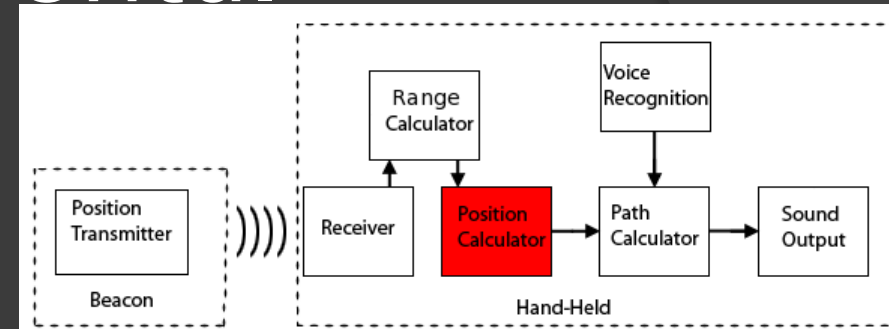 Voice
Recognition
Range
Calculator
Position
Transmitter
Receiver
Position
Calculator
Path
Calculator
Sound
Output
Beacon
Hand-Held